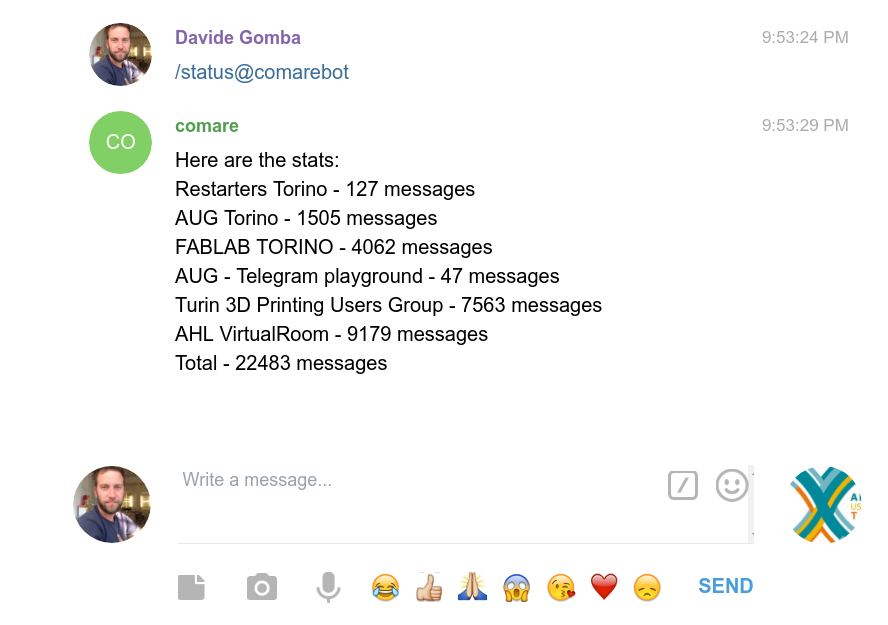 Davide Gomba 9:53:24 PM
/status@comarebot
CO
comare 9:53:29 PM
Here are the stats:
Restarters Torino - 127 messages
AUG Torino - 1505 messages
FABLAB TORINO - 4062 messages
AUG - Telegram playground - 47 messages
Turin 3D Printing Users Group - 7563 messages
AHL VirtualRoom - 9179 messages
Total - 22483 messages
Write a message...
US
T
SEND